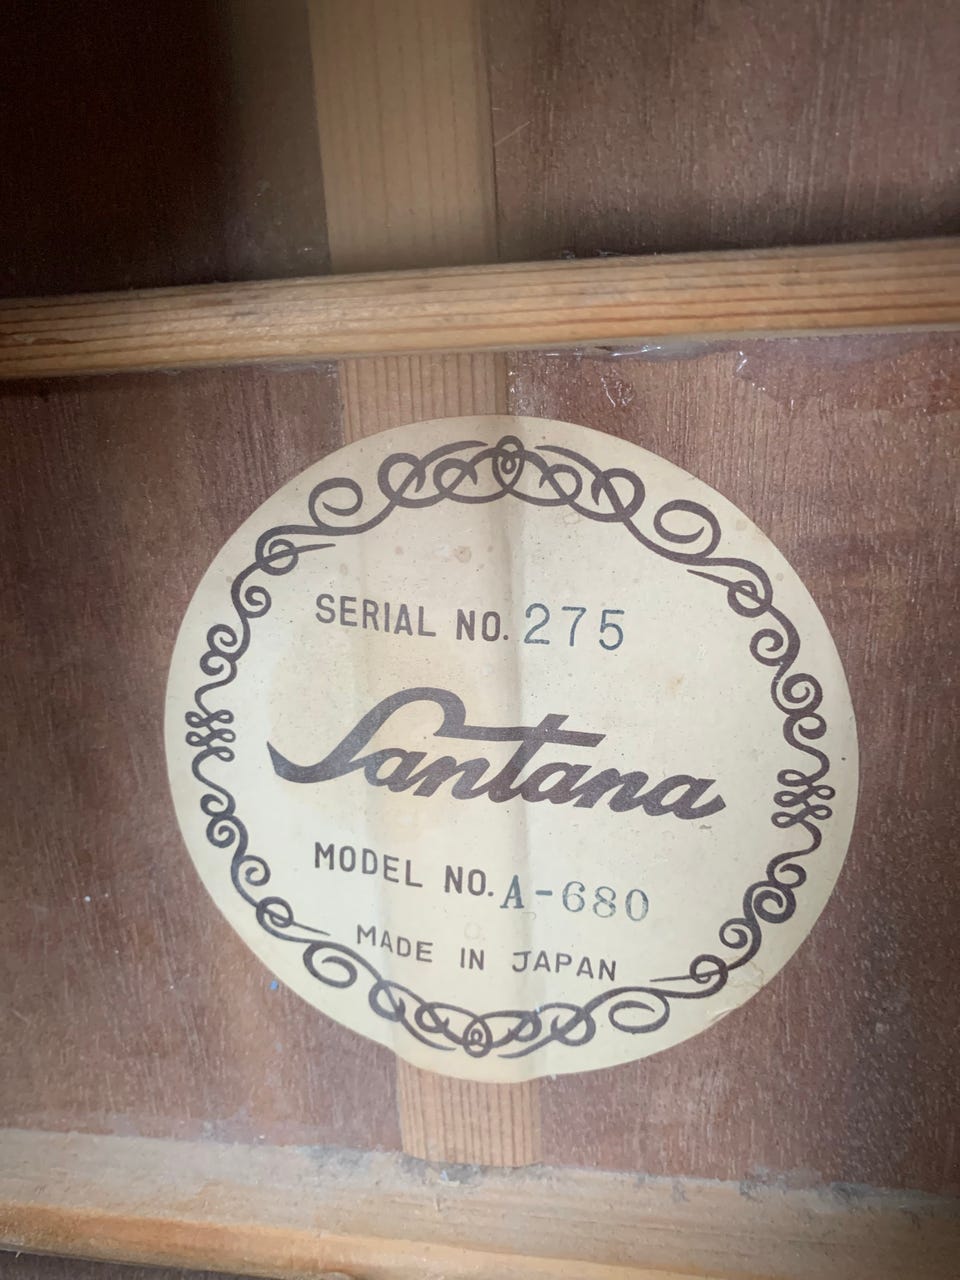 SERIAL NO. 275
Santana
MODEL NO. A-680
MADE IN JAPAN